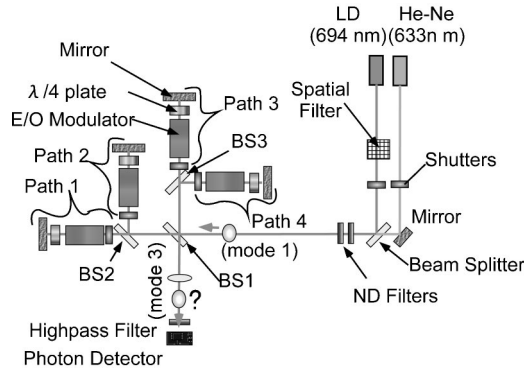 LD
(694 nm)
He-Ne
(633n m)
Mirror
λ/4 plate
E/O Modulator
Path 3
Spatial
Filter
BS3
Path 2
Shutters
Path 1
Path 4
Mirror
(mode 1)
BS2
BS1
Beam Splitter
ND Filters
(mode 3)
?
Highpass Filter
Photon Detector